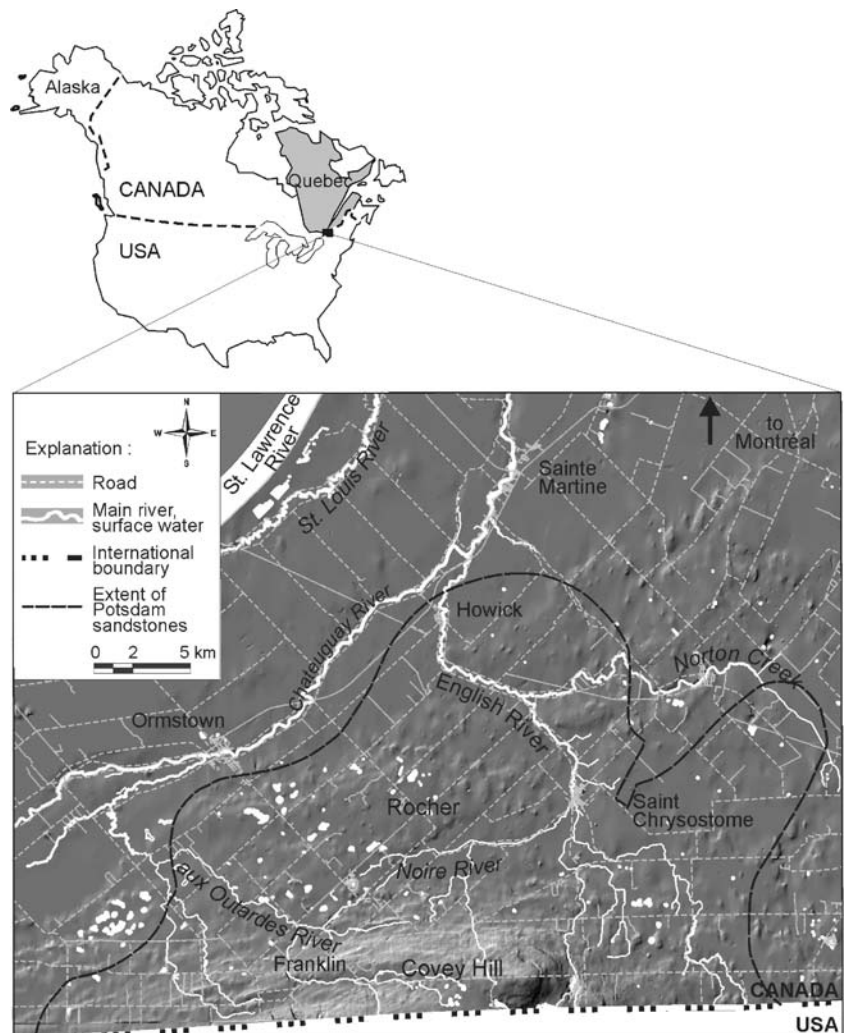 Alaska
CANADA
Quebec
USA
N
W E
S
Explanation :
Road
Main river,
surface water
International
boundary
Extent of
Potsdam
sandstones
0 2 5 km
St. Lawrence
River
St. Louis River
to
Montréal
Sainte
Martine
Chateuguay River
Howick
Norton Creek
English River
Ormstown
Rocher
Saint
Chrysostome
Noire River
aux Outardes River
Franklin
Covey Hill
CANADA
USA